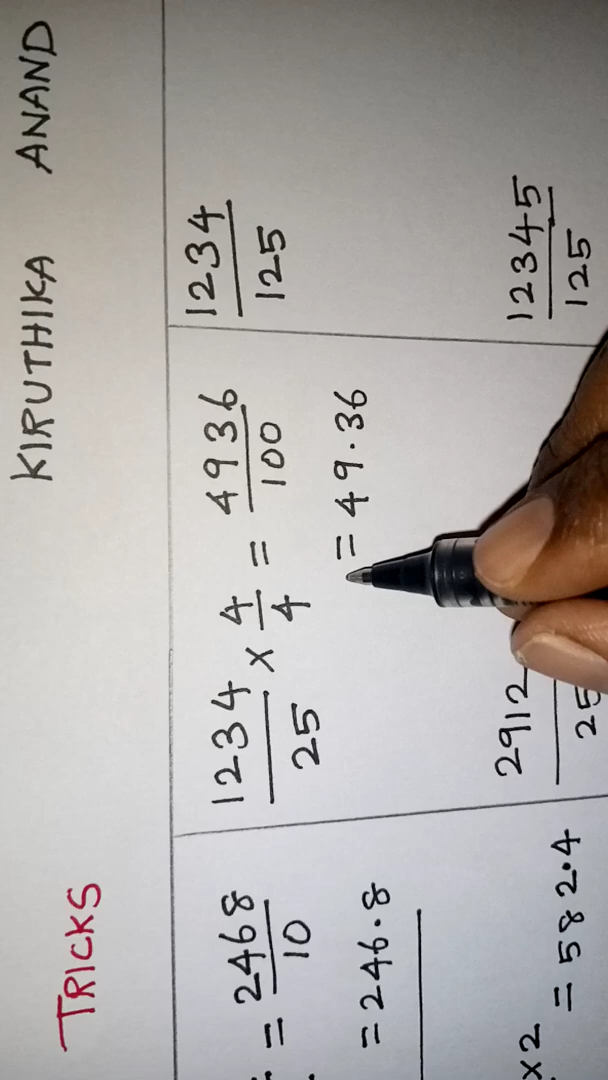 TRICKS KIRUTHIKA ANAND
= 2468/10
= 246.8
×2 = 582.4
1234/25 × 4/4 = 4936/100
= 49.36
2912/25
1234/125
12345/125